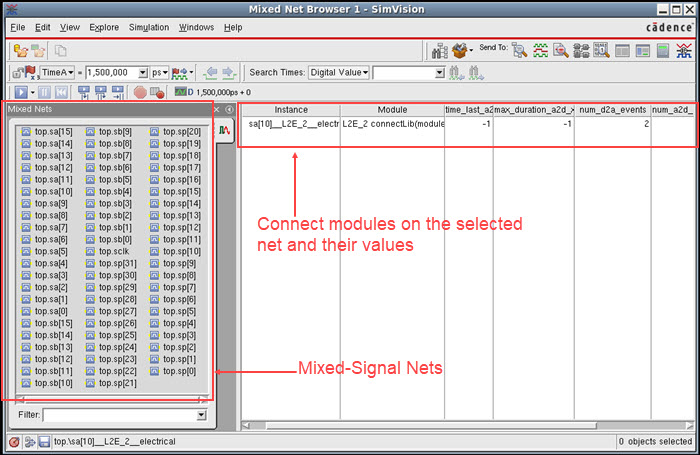 Mixed Net Browser 1 - SimVision
File Edit View Explore Simulation Windows Help
cādence
Send To:
TimeA = 1,500,000 ps
Search Times: Digital Value
1,500,000ps + 0
Mixed Nets
top.sa[15] top.sb[9] top.sp[20]
top.sa[14] top.sb[8] top.sp[19]
top.sa[13] top.sb[7] top.sp[18]
top.sa[12] top.sb[6] top.sp[17]
top.sa[11] top.sb[5] top.sp[16]
top.sa[10] top.sb[4] top.sp[15]
top.sa[9] top.sb[3] top.sp[14]
top.sa[8] top.sb[2] top.sp[13]
top.sa[7] top.sb[1] top.sp[12]
top.sa[6] top.sb[0] top.sp[11]
top.sa[5] top.sclk top.sp[10]
top.sa[4] top.sp[31] top.sp[9]
top.sa[3] top.sp[30] top.sp[8]
top.sa[2] top.sp[29] top.sp[7]
top.sa[1] top.sp[28] top.sp[6]
top.sa[0] top.sp[27] top.sp[5]
top.sb[15] top.sp[26] top.sp[4]
top.sb[14] top.sp[25] top.sp[3]
top.sb[13] top.sp[24] top.sp[2]
top.sb[12] top.sp[23] top.sp[1]
top.sb[11] top.sp[22] top.sp[0]
top.sb[10] top.sp[21]
Filter:
Instance Module time_last_a2 max_duration_a2d_x num_d2a_events num_a2d_
sa[10]__L2E_2__electr L2E_2 connectLib(module -1 -1 2
Connect modules on the selected
net and their values
Mixed-Signal Nets
top.\sa[10]__L2E_2__electrical
0 objects selected